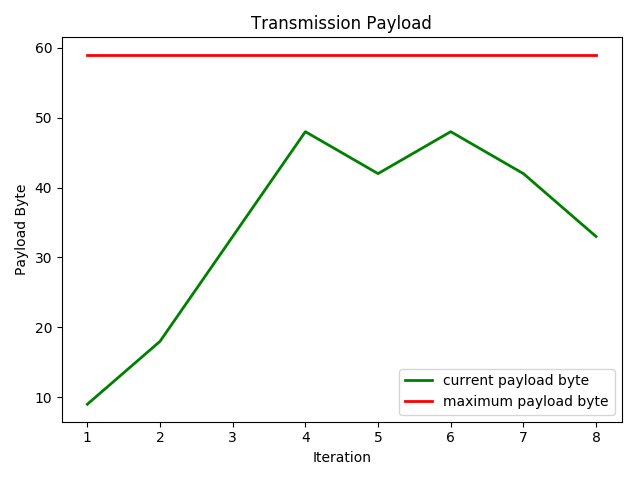 Transmission Payload
60
50
40
30
20
10
Payload Byte
current payload byte
maximum payload byte
1 2 3 4 5 6 7 8
Iteration